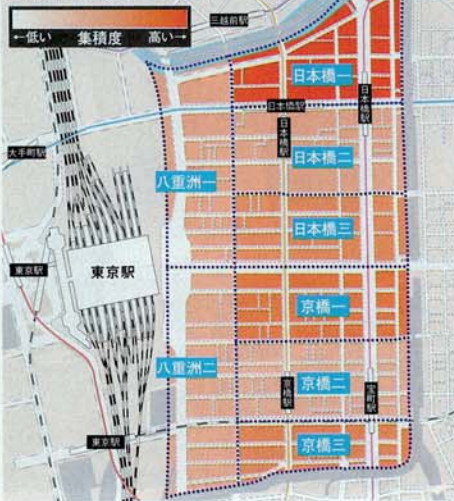 ←低い 集積度 高い→
三越前駅
日本橋一
日本橋駅
日本橋駅
日本橋駅
大手町駅
日本橋二
八重洲一
日本橋三
東京駅
東京駅
京橋一
八重洲二
京橋二
京橋駅
宝町駅
東京駅
京橋三